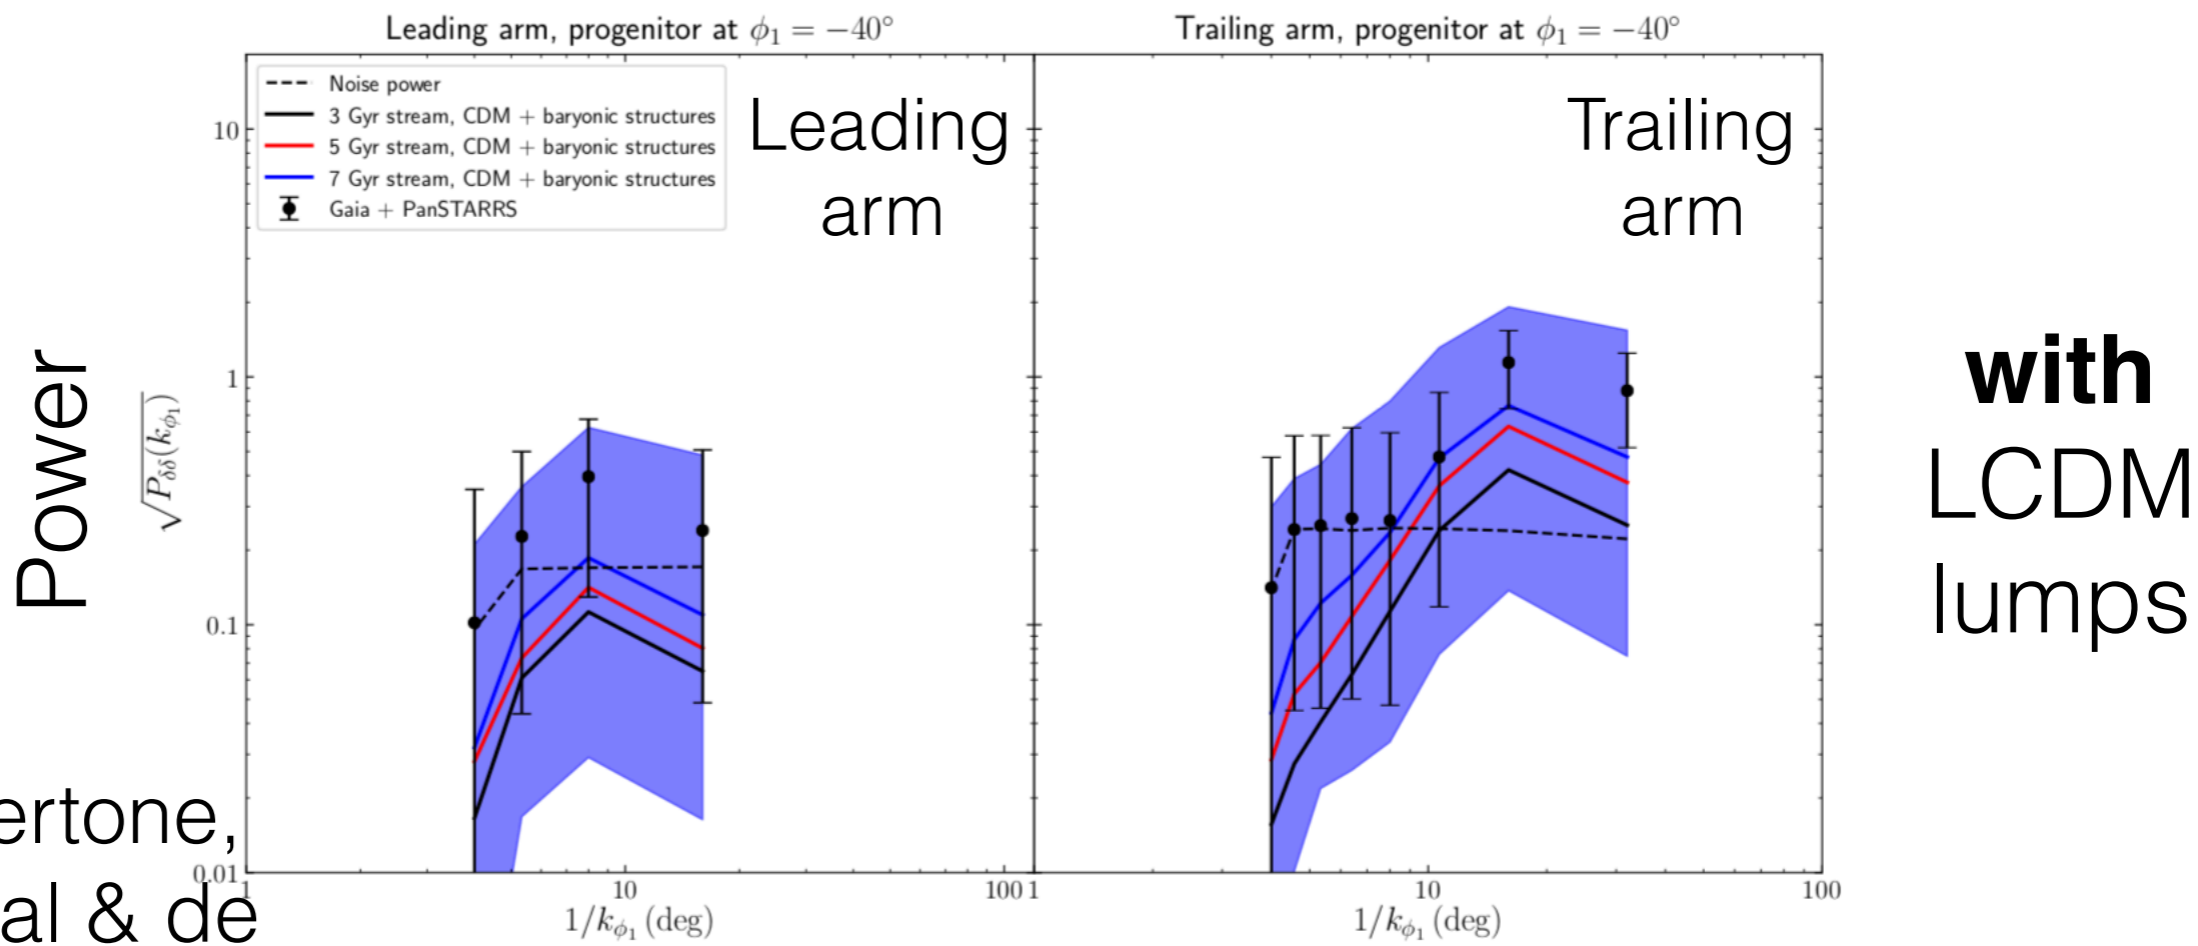 Leading arm, progenitor at $\phi_1 = -40^\circ$
Noise power
3 Gyr stream, CDM + baryonic structures
5 Gyr stream, CDM + baryonic structures
7 Gyr stream, CDM + baryonic structures
Gaia + PanSTARRS
Leading
arm
Trailing arm, progenitor at $\phi_1 = -40^\circ$
Trailing
arm
Power
$\sqrt{P_{\delta\delta}(k_{\phi_1})}$
10
1
0.1
0.01
1
10
100
$1/k_{\phi_1}$ (deg)
1
10
100
$1/k_{\phi_1}$ (deg)
with
LCDM
lumps
ertone,
al & de